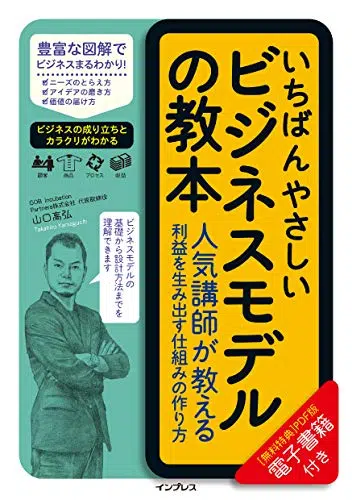 豊富な図解で
ビジネスまるわかり!
ニーズのとらえ方
アイデアの磨き方
価値の届け方
ビジネスの成り立ちと
カラクリがわかる
顧客
商品
プロセス
収益
GOB Incubation
Partners株式会社 代表取締役
山口高弘
Takahiro Yamaguchi
ビジネスモデルの
基礎から設計方法までを
理解できます
いちばんやさしい
ビジネスモデル
の教本
人気講師が教える
利益を生み出す仕組みの作り方
[無料特典]PDF版
電子書籍
付き
インプレス